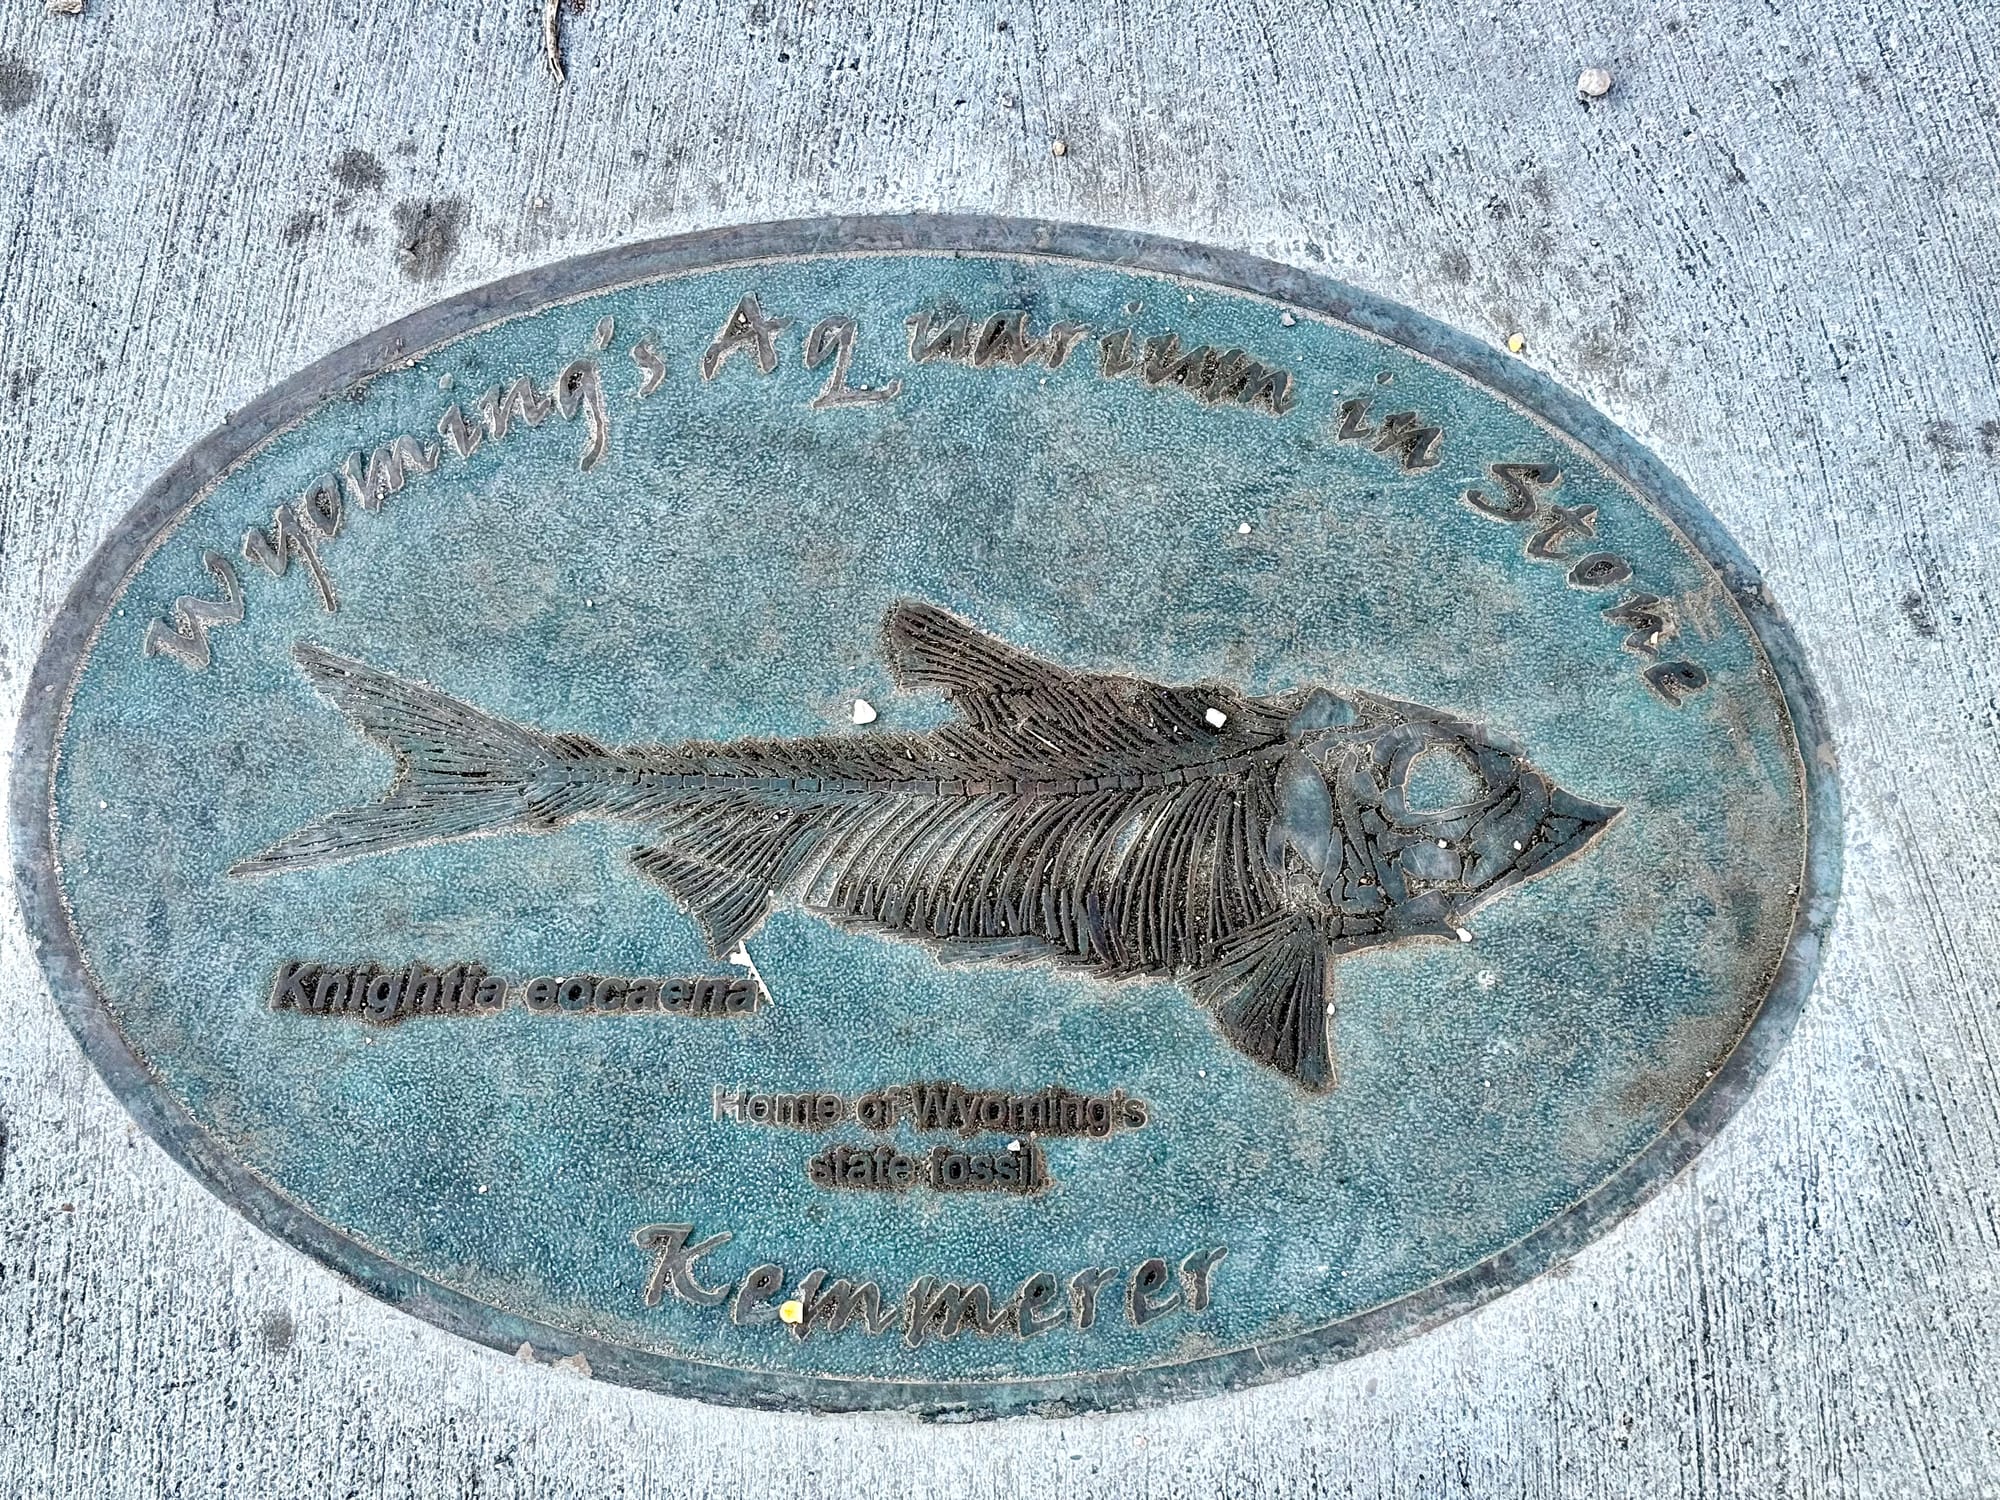 Wyoming's Aquarium in Stone
Knightia eocaena
Home of Wyoming's
state fossil.
Kemmerer